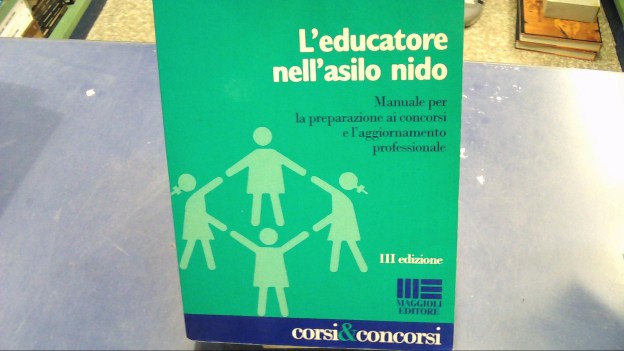 L'educatore
nell'asilo nido
Manuale per
la preparazione ai concorsi
e l'aggiornamento
professionale
III edizione
MAGGIOLI
EDITORE
corsi&concorsi